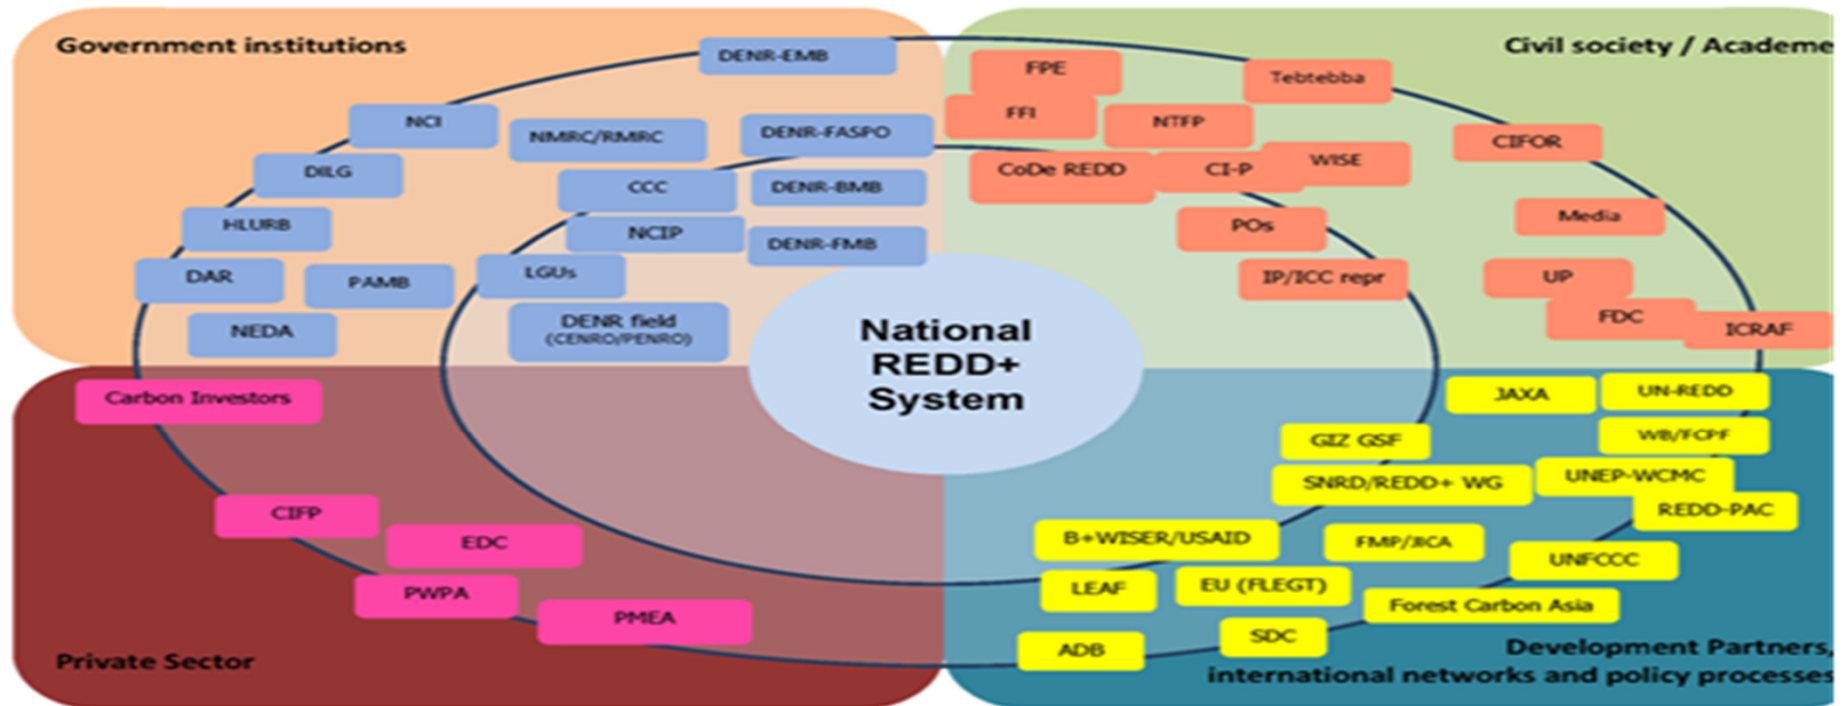 Government institutions
DENR-EMB
NCI
NMRC/RMRC
DENR-FASPO
DILG
CCC
DENR-BMB
HLURB
NCIP
DENR-FMB
DAR
PAMB
LGUs
NEDA
DENR field
(CENRO/PENRO)
Civil society / Academe
FPE
Tebtebba
FFI
NTFP
CIFOR
CoDe REDD
CI-P
WISE
POs
Media
IP/ICC repr
UP
FDC
ICRAF
National
REDD+
System
Carbon Investors
CIFP
EDC
PWPA
PMEA
Private Sector
JAXA
UN-REDD
GIZ GSF
WB/FCPF
SNRD/REDD+ WG
UNEP-WCMC
REDD-PAC
B+WISER/USAID
FMP/JICA
UNFCCC
LEAF
EU (FLEGT)
Forest Carbon Asia
ADB
SDC
Development Partners,
international networks and policy processes